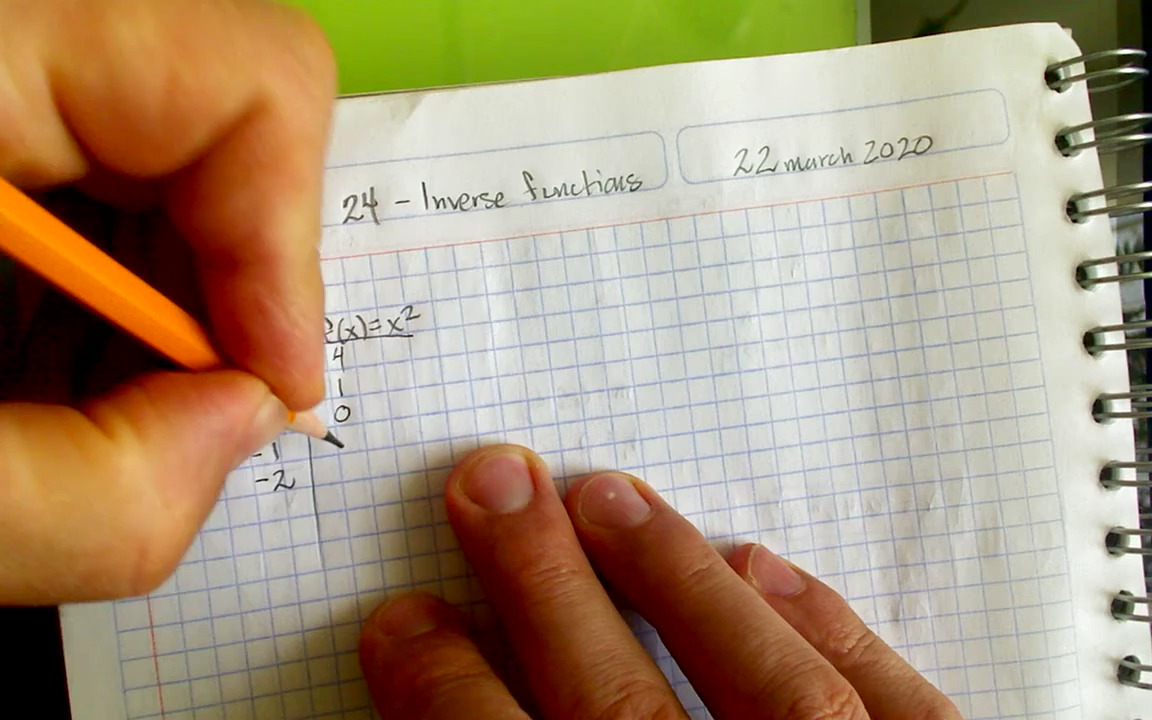 24 - Inverse functions
22 march 2020
(x)=x²
4
1
0
-1
-2